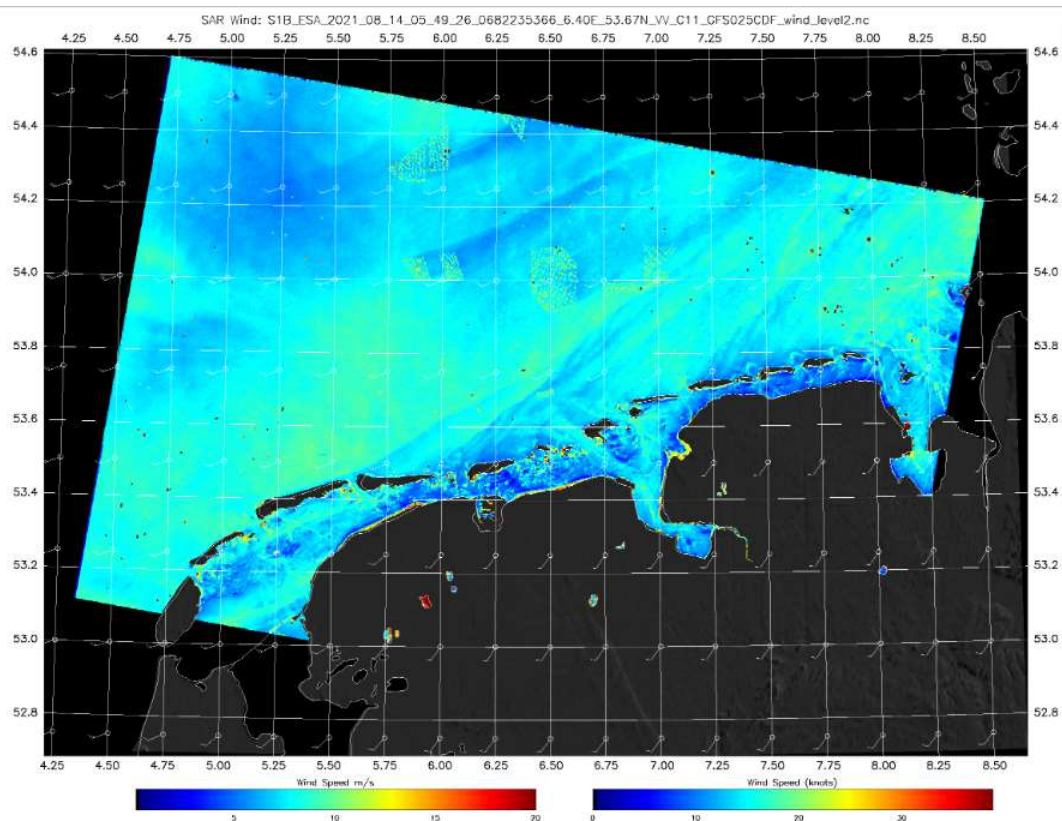 SAR Wind: S1B_ESA_2021_08_14_05_49_26_0682235366_6.40E_53.67N_VV_C11_GFS025CDF_wind_level2.nc
4.25 4.50 4.75 5.00 5.25 5.50 5.75 6.00 6.25 6.50 6.75 7.00 7.25 7.50 7.75 8.00 8.25 8.50
54.6 54.6
54.4 54.4
54.2 54.2
54.0 54.0
53.8 53.8
53.6 53.6
53.4 53.4
53.2 53.2
53.0 53.0
52.8 52.8
4.25 4.50 4.75 5.00 5.25 5.50 5.75 6.00 6.25 6.50 6.75 7.00 7.25 7.50 7.75 8.00 8.25 8.50
Wind Speed m/s Wind Speed (knots)
5 10 15 20 0 10 20 30